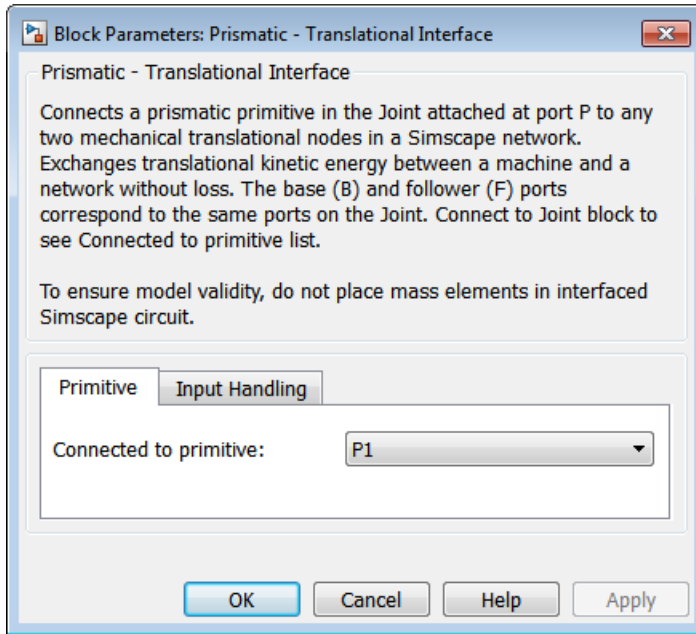 Block Parameters: Prismatic - Translational Interface
Prismatic - Translational Interface
Connects a prismatic primitive in the Joint attached at port P to any
two mechanical translational nodes in a Simscape network.
Exchanges translational kinetic energy between a machine and a
network without loss. The base (B) and follower (F) ports
correspond to the same ports on the Joint. Connect to Joint block to
see Connected to primitive list.
To ensure model validity, do not place mass elements in interfaced
Simscape circuit.
Primitive Input Handling
Connected to primitive: P1
OK Cancel Help Apply